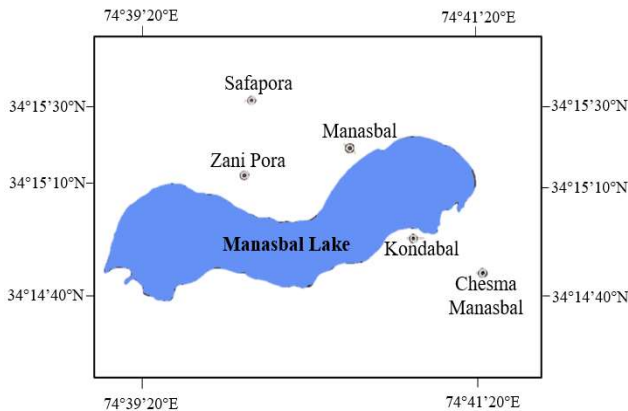 74°39'20"E
74°41'20"E
Safapora
34°15'30"N
34°15'30"N
Manasbal
Zani Pora
34°15'10"N
34°15'10"N
Manasbal Lake
Kondabal
Chesma
Manasbal
34°14'40"N
34°14'40"N
74°39'20"E
74°41'20"E